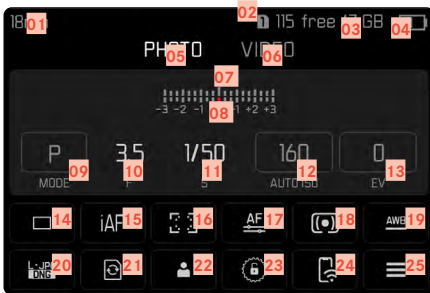 01 02 1 115 free GB 03 04
PHOTO 05 VIDEO 06
07
-3 -2 -1 08 +1 +2 +3
P 09 3.5 10 1/50 11 160 12 0 13
MODE F S AUTO ISO EV
14 iAF 15 16 AF 17 18 AWB 19
L-JPG DNG 20 21 22 23 24 25